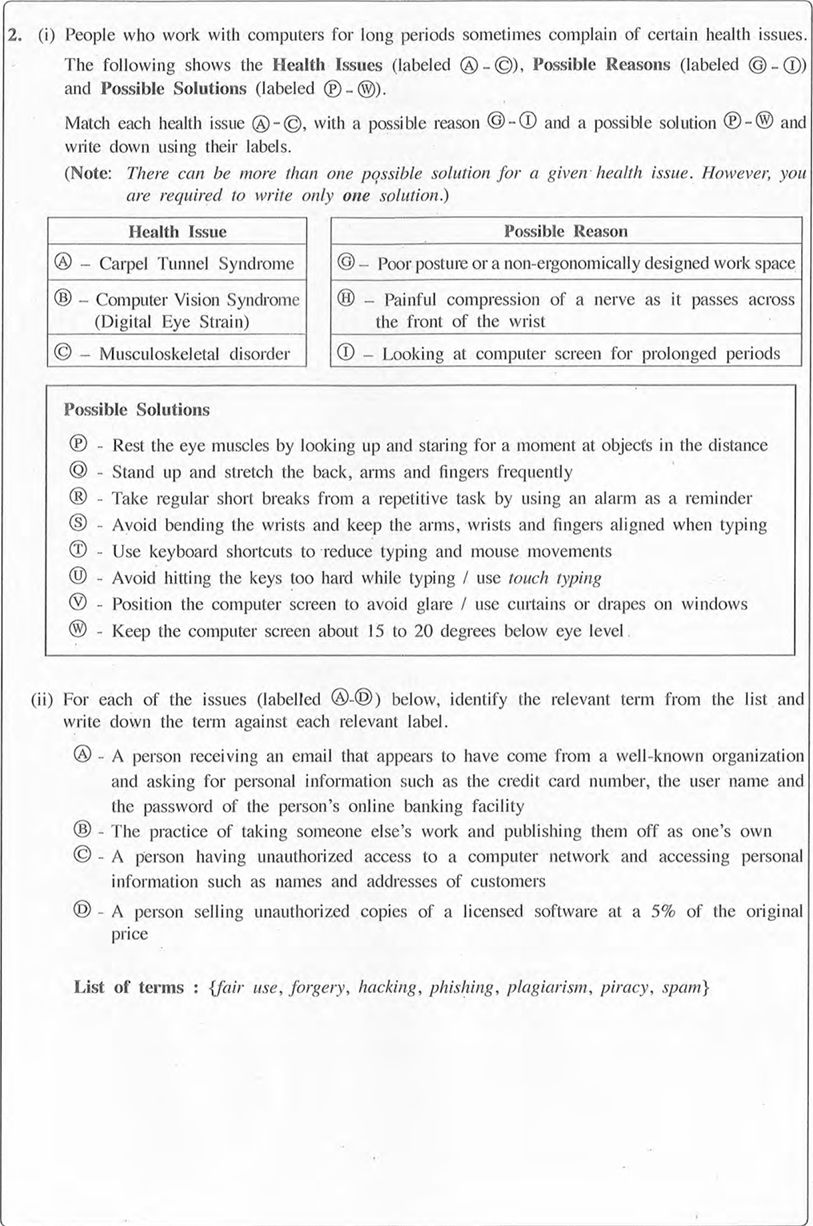 2. (i) People who work with computers for long periods sometimes complain of certain health issues.
The following shows the Health Issues (labeled Ⓐ – Ⓒ), Possible Reasons (labeled Ⓖ – Ⓘ)
and Possible Solutions (labeled Ⓟ – Ⓦ).
Match each health issue Ⓐ – Ⓒ, with a possible reason Ⓖ – Ⓘ and a possible solution Ⓟ – Ⓦ and
write down using their labels.
(Note: There can be more than one possible solution for a given health issue. However, you
are required to write only one solution.)
Health Issue
Ⓐ – Carpel Tunnel Syndrome
Ⓑ – Computer Vision Syndrome
(Digital Eye Strain)
Ⓒ – Musculoskeletal disorder
Possible Reason
Ⓖ – Poor posture or a non-ergonomically designed work space
Ⓗ – Painful compression of a nerve as it passes across
the front of the wrist
Ⓘ – Looking at computer screen for prolonged periods
Possible Solutions
Ⓟ - Rest the eye muscles by looking up and staring for a moment at objects in the distance
Ⓠ - Stand up and stretch the back, arms and fingers frequently
Ⓡ - Take regular short breaks from a repetitive task by using an alarm as a reminder
Ⓢ - Avoid bending the wrists and keep the arms, wrists and fingers aligned when typing
Ⓣ - Use keyboard shortcuts to reduce typing and mouse movements
Ⓤ - Avoid hitting the keys too hard while typing / use touch typing
Ⓥ - Position the computer screen to avoid glare / use curtains or drapes on windows
Ⓦ - Keep the computer screen about 15 to 20 degrees below eye level
(ii) For each of the issues (labelled Ⓐ-Ⓓ) below, identify the relevant term from the list and
write down the term against each relevant label.
Ⓐ - A person receiving an email that appears to have come from a well-known organization
and asking for personal information such as the credit card number, the user name and
the password of the person's online banking facility
Ⓑ - The practice of taking someone else's work and publishing them off as one's own
Ⓒ - A person having unauthorized access to a computer network and accessing personal
information such as names and addresses of customers
Ⓓ - A person selling unauthorized copies of a licensed software at a 5% of the original
price
List of terms : {fair use, forgery, hacking, phishing, plagiarism, piracy, spam}